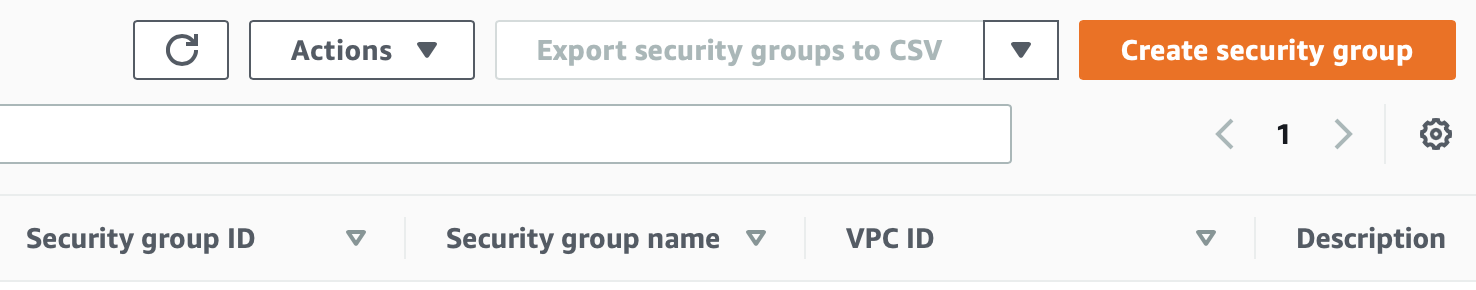 Actions Export security groups to CSV Create security group
1
Security group ID Security group name VPC ID Description